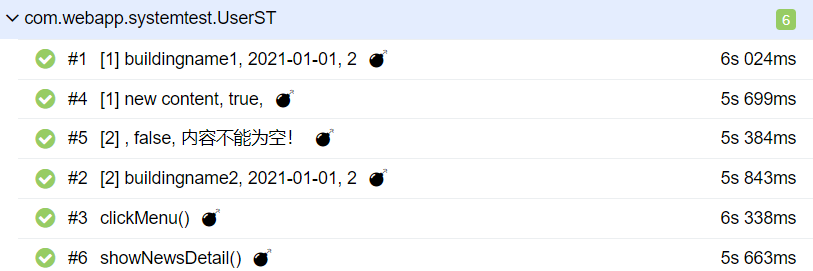 com.webapp.systemtest.UserST 6
#1 [1] buildingname1, 2021-01-01, 2 6s 024ms
#4 [1] new content, true, 5s 699ms
#5 [2] , false, 内容不能为空！ 5s 384ms
#2 [2] buildingname2, 2021-01-01, 2 5s 843ms
#3 clickMenu() 6s 338ms
#6 showNewsDetail() 5s 663ms